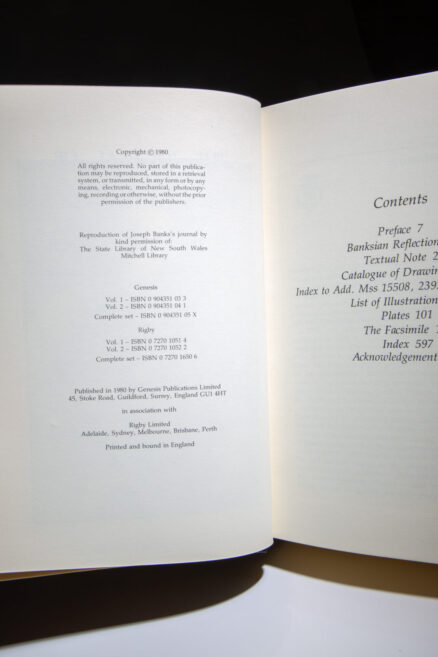 Copyright © 1980
All rights reserved. No part of this publica-
tion may be reproduced, stored in a retrieval
system, or transmitted, in any form or by any
means, electronic, mechanical, photocopy-
ing, recording or otherwise, without the prior
permission of the publishers.
Reproduction of Joseph Banks's journal by
kind permission of:
The State Library of New South Wales
Mitchell Library
Genesis
Vol. 1 – ISBN 0 904351 03 3
Vol. 2 – ISBN 0 904351 04 1
Complete set – ISBN 0 904351 05 X
Rigby
Vol. 1 – ISBN 0 7270 1051 4
Vol. 2 – ISBN 0 7270 1052 2
Complete set – ISBN 0 7270 1650 6
Published in 1980 by Genesis Publications Limited
45, Stoke Road, Guildford, Surrey, England GU1 4HT
in association with
Rigby Limited
Adelaide, Sydney, Melbourne, Brisbane, Perth
Printed and bound in England
Contents
Preface 7
Banksian Reflection
Textual Note 2
Catalogue of Drawin
Index to Add. Mss 15508, 239
List of Illustration
Plates 101
The Facsimile
Index 597
Acknowledgement